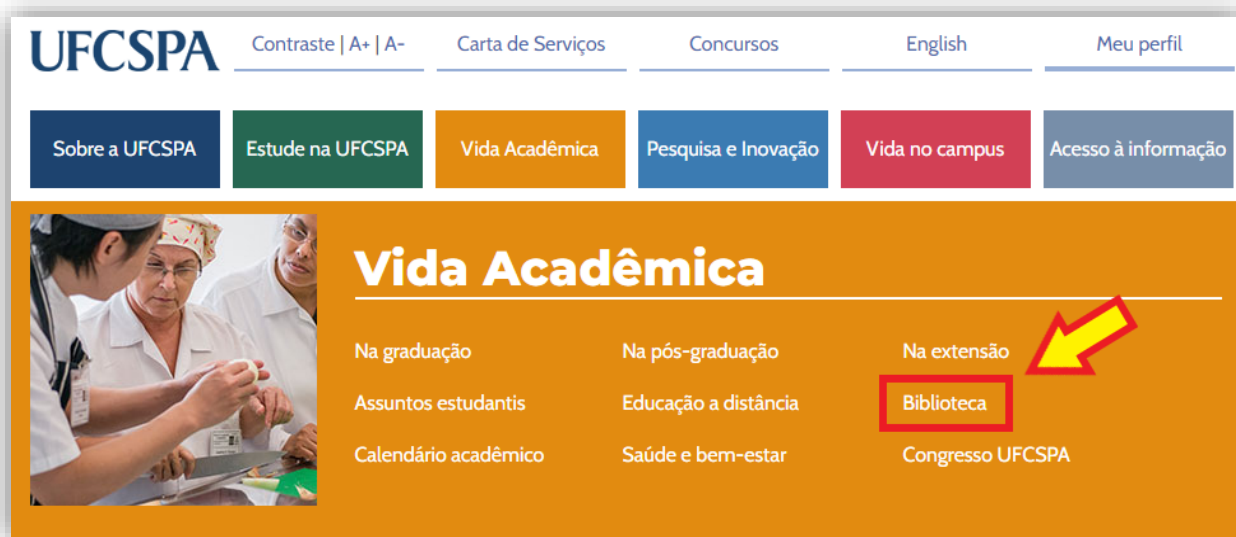 UFCSPA Contraste | A+ | A- Carta de Serviços Concursos English Meu perfil
Sobre a UFCSPA Estude na UFCSPA Vida Acadêmica Pesquisa e Inovação Vida no campus Acesso à informação
Vida Acadêmica
Na graduação Na pós-graduação Na extensão
Assuntos estudantis Educação a distância Biblioteca
Calendário acadêmico Saúde e bem-estar Congresso UFCSPA